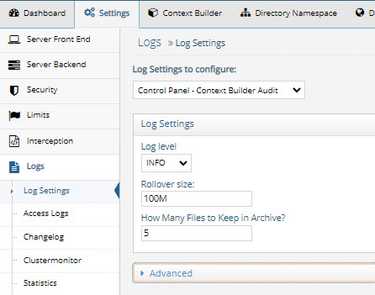 Dashboard Settings Context Builder Directory Namespace
Server Front End
Server Backend
Security
Limits
Interception
Logs
Log Settings
Access Logs
Changelog
Clustermonitor
Statistics
LOGS » Log Settings
Log Settings to configure:
Control Panel - Context Builder Audit
Log Settings
Log level
INFO
Rollover size:
100M
How Many Files to Keep in Archive?
5
Advanced